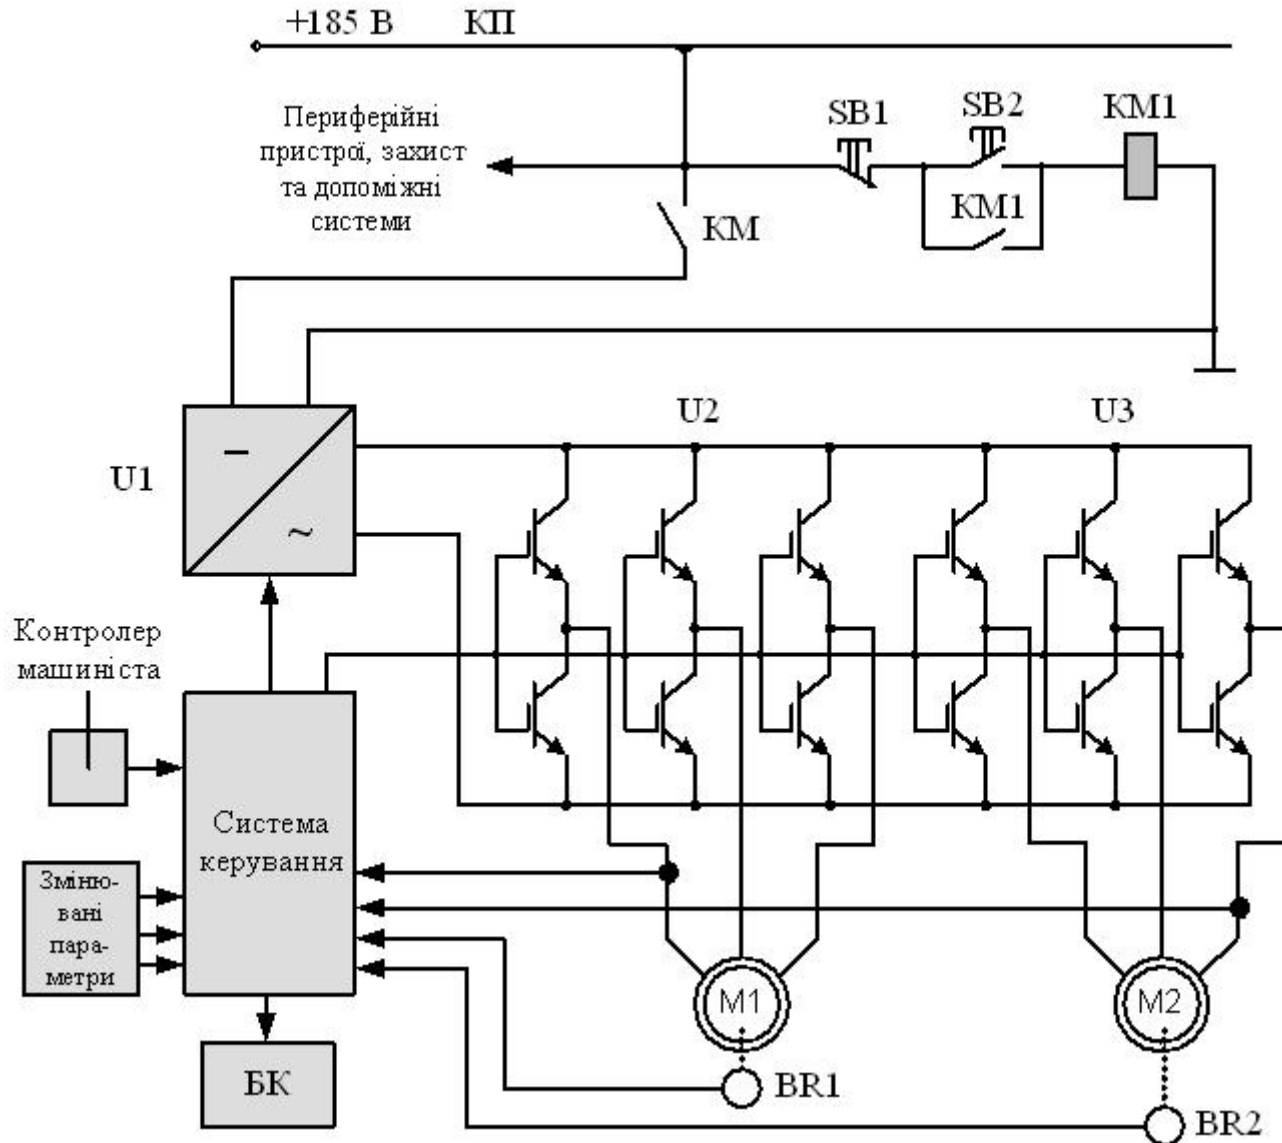 +185 В КП
Периферійні
пристрої, захист
та допоміжні
системи
SB1
SB2
KM1
KM1
КМ
U1
–
~
U2
U3
Контролер
машиніста
Система
керування
Зміню-
вані
пара-
метри
БК
M1
M2
BR1
BR2